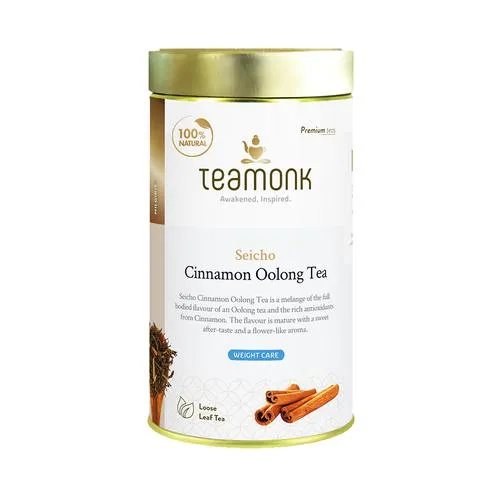 100%
NATURAL
Premium teas
NILGIRIS
teamonk
Awakened. Inspired.
Seicho
Cinnamon Oolong Tea
Seicho Cinnamon Oolong Tea is a melange of the full
bodied flavour of an Oolong tea and the rich antioxidants
from Cinnamon. The flavour is mature with a sweet
after-taste and a flower-like aroma.
WEIGHT CARE
Loose
Leaf Tea